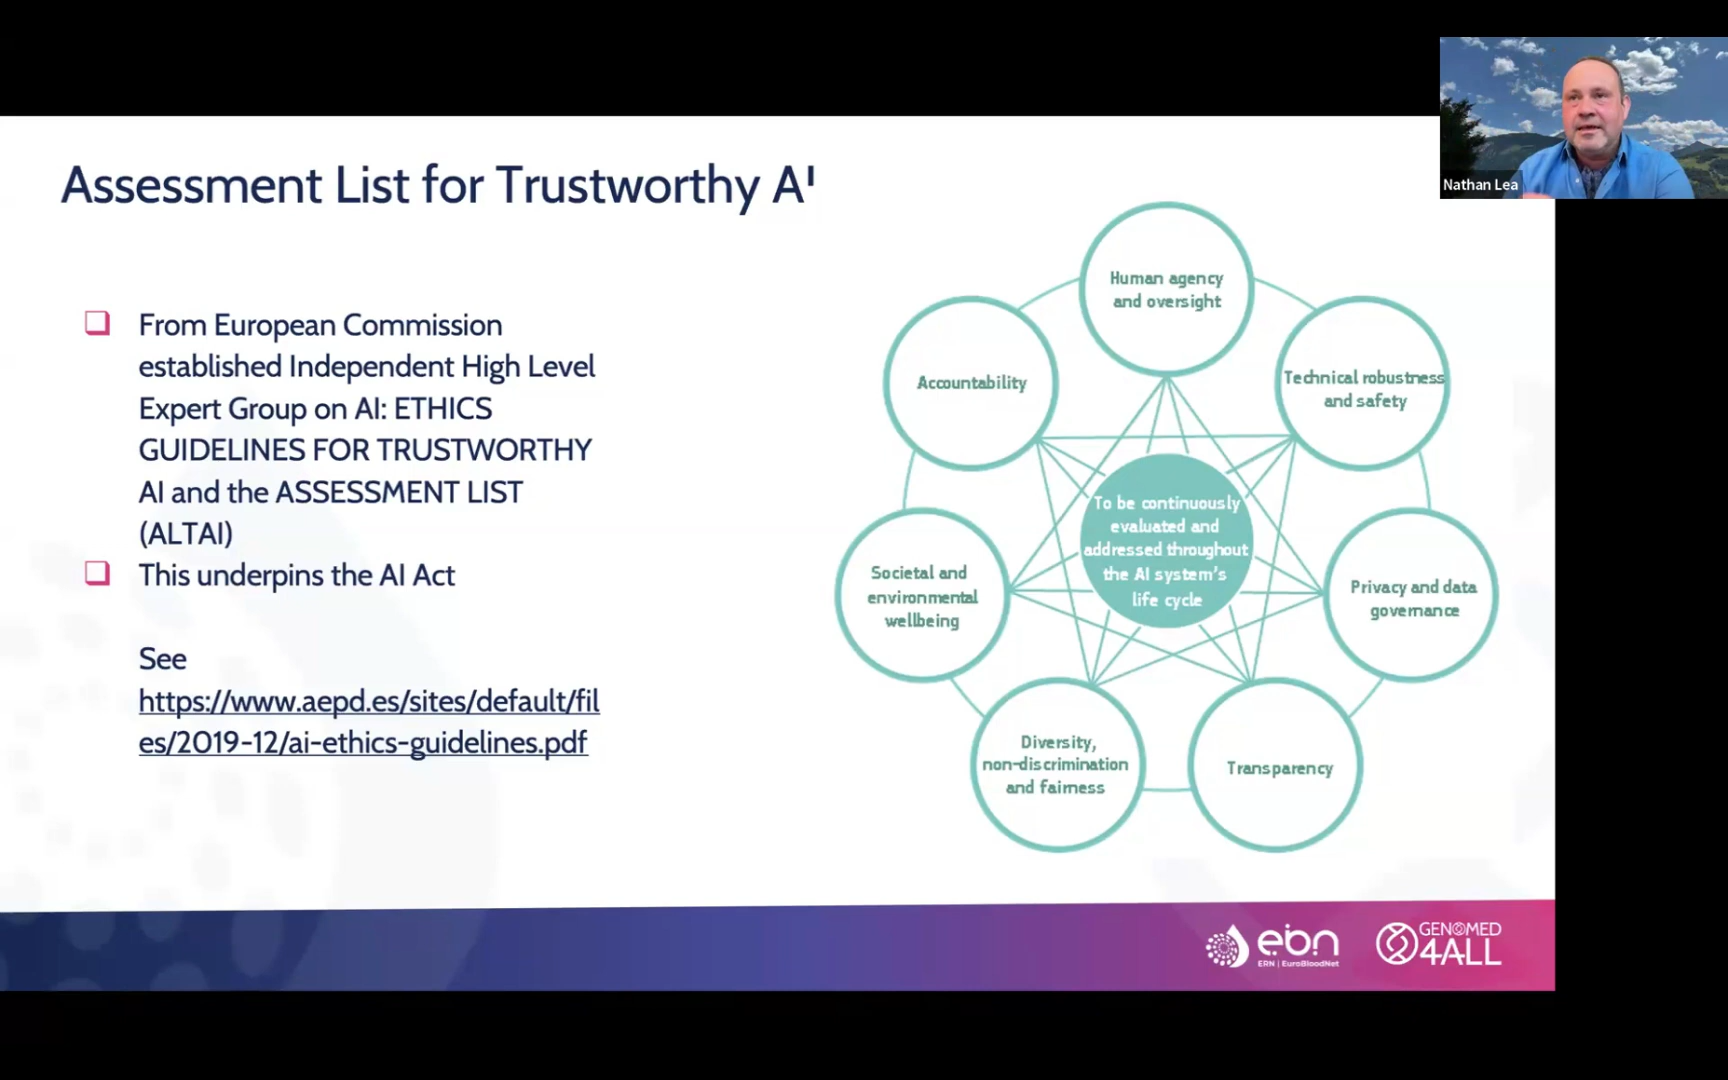 Nathan Lea
Assessment List for Trustworthy AI
From European Commission
established Independent High Level
Expert Group on AI: ETHICS
GUIDELINES FOR TRUSTWORTHY
AI and the ASSESSMENT LIST
(ALTAI)
This underpins the AI Act
See
https://www.aepd.es/sites/default/fil
es/2019-12/ai-ethics-guidelines.pdf
Human agency
and oversight
Technical robustness
and safety
Privacy and data
governance
Transparency
Diversity,
non-discrimination
and fairness
Societal and
environmental
wellbeing
Accountability
To be continuously
evaluated and
addressed throughout
the AI system's
life cycle
ebn
ERN | EuroBloodNet
GENOMED
4ALL